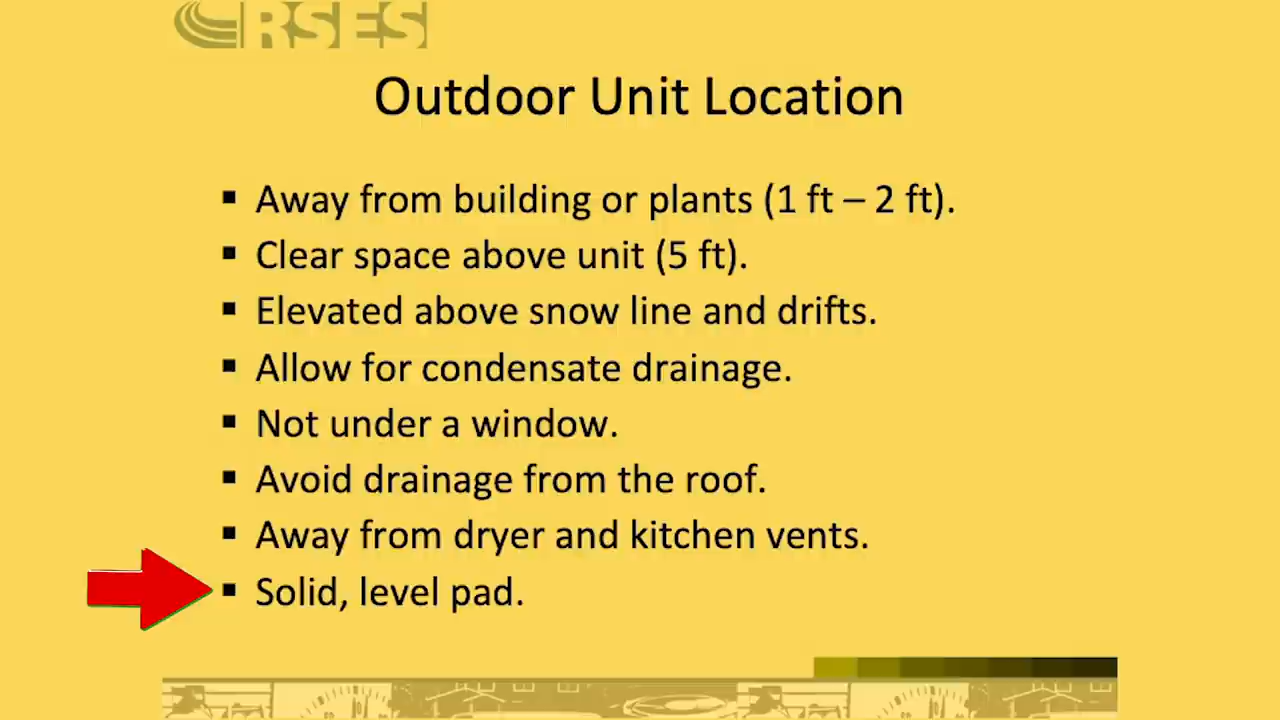 RSES
Outdoor Unit Location
▪ Away from building or plants (1 ft – 2 ft).
▪ Clear space above unit (5 ft).
▪ Elevated above snow line and drifts.
▪ Allow for condensate drainage.
▪ Not under a window.
▪ Avoid drainage from the roof.
▪ Away from dryer and kitchen vents.
▪ Solid, level pad.